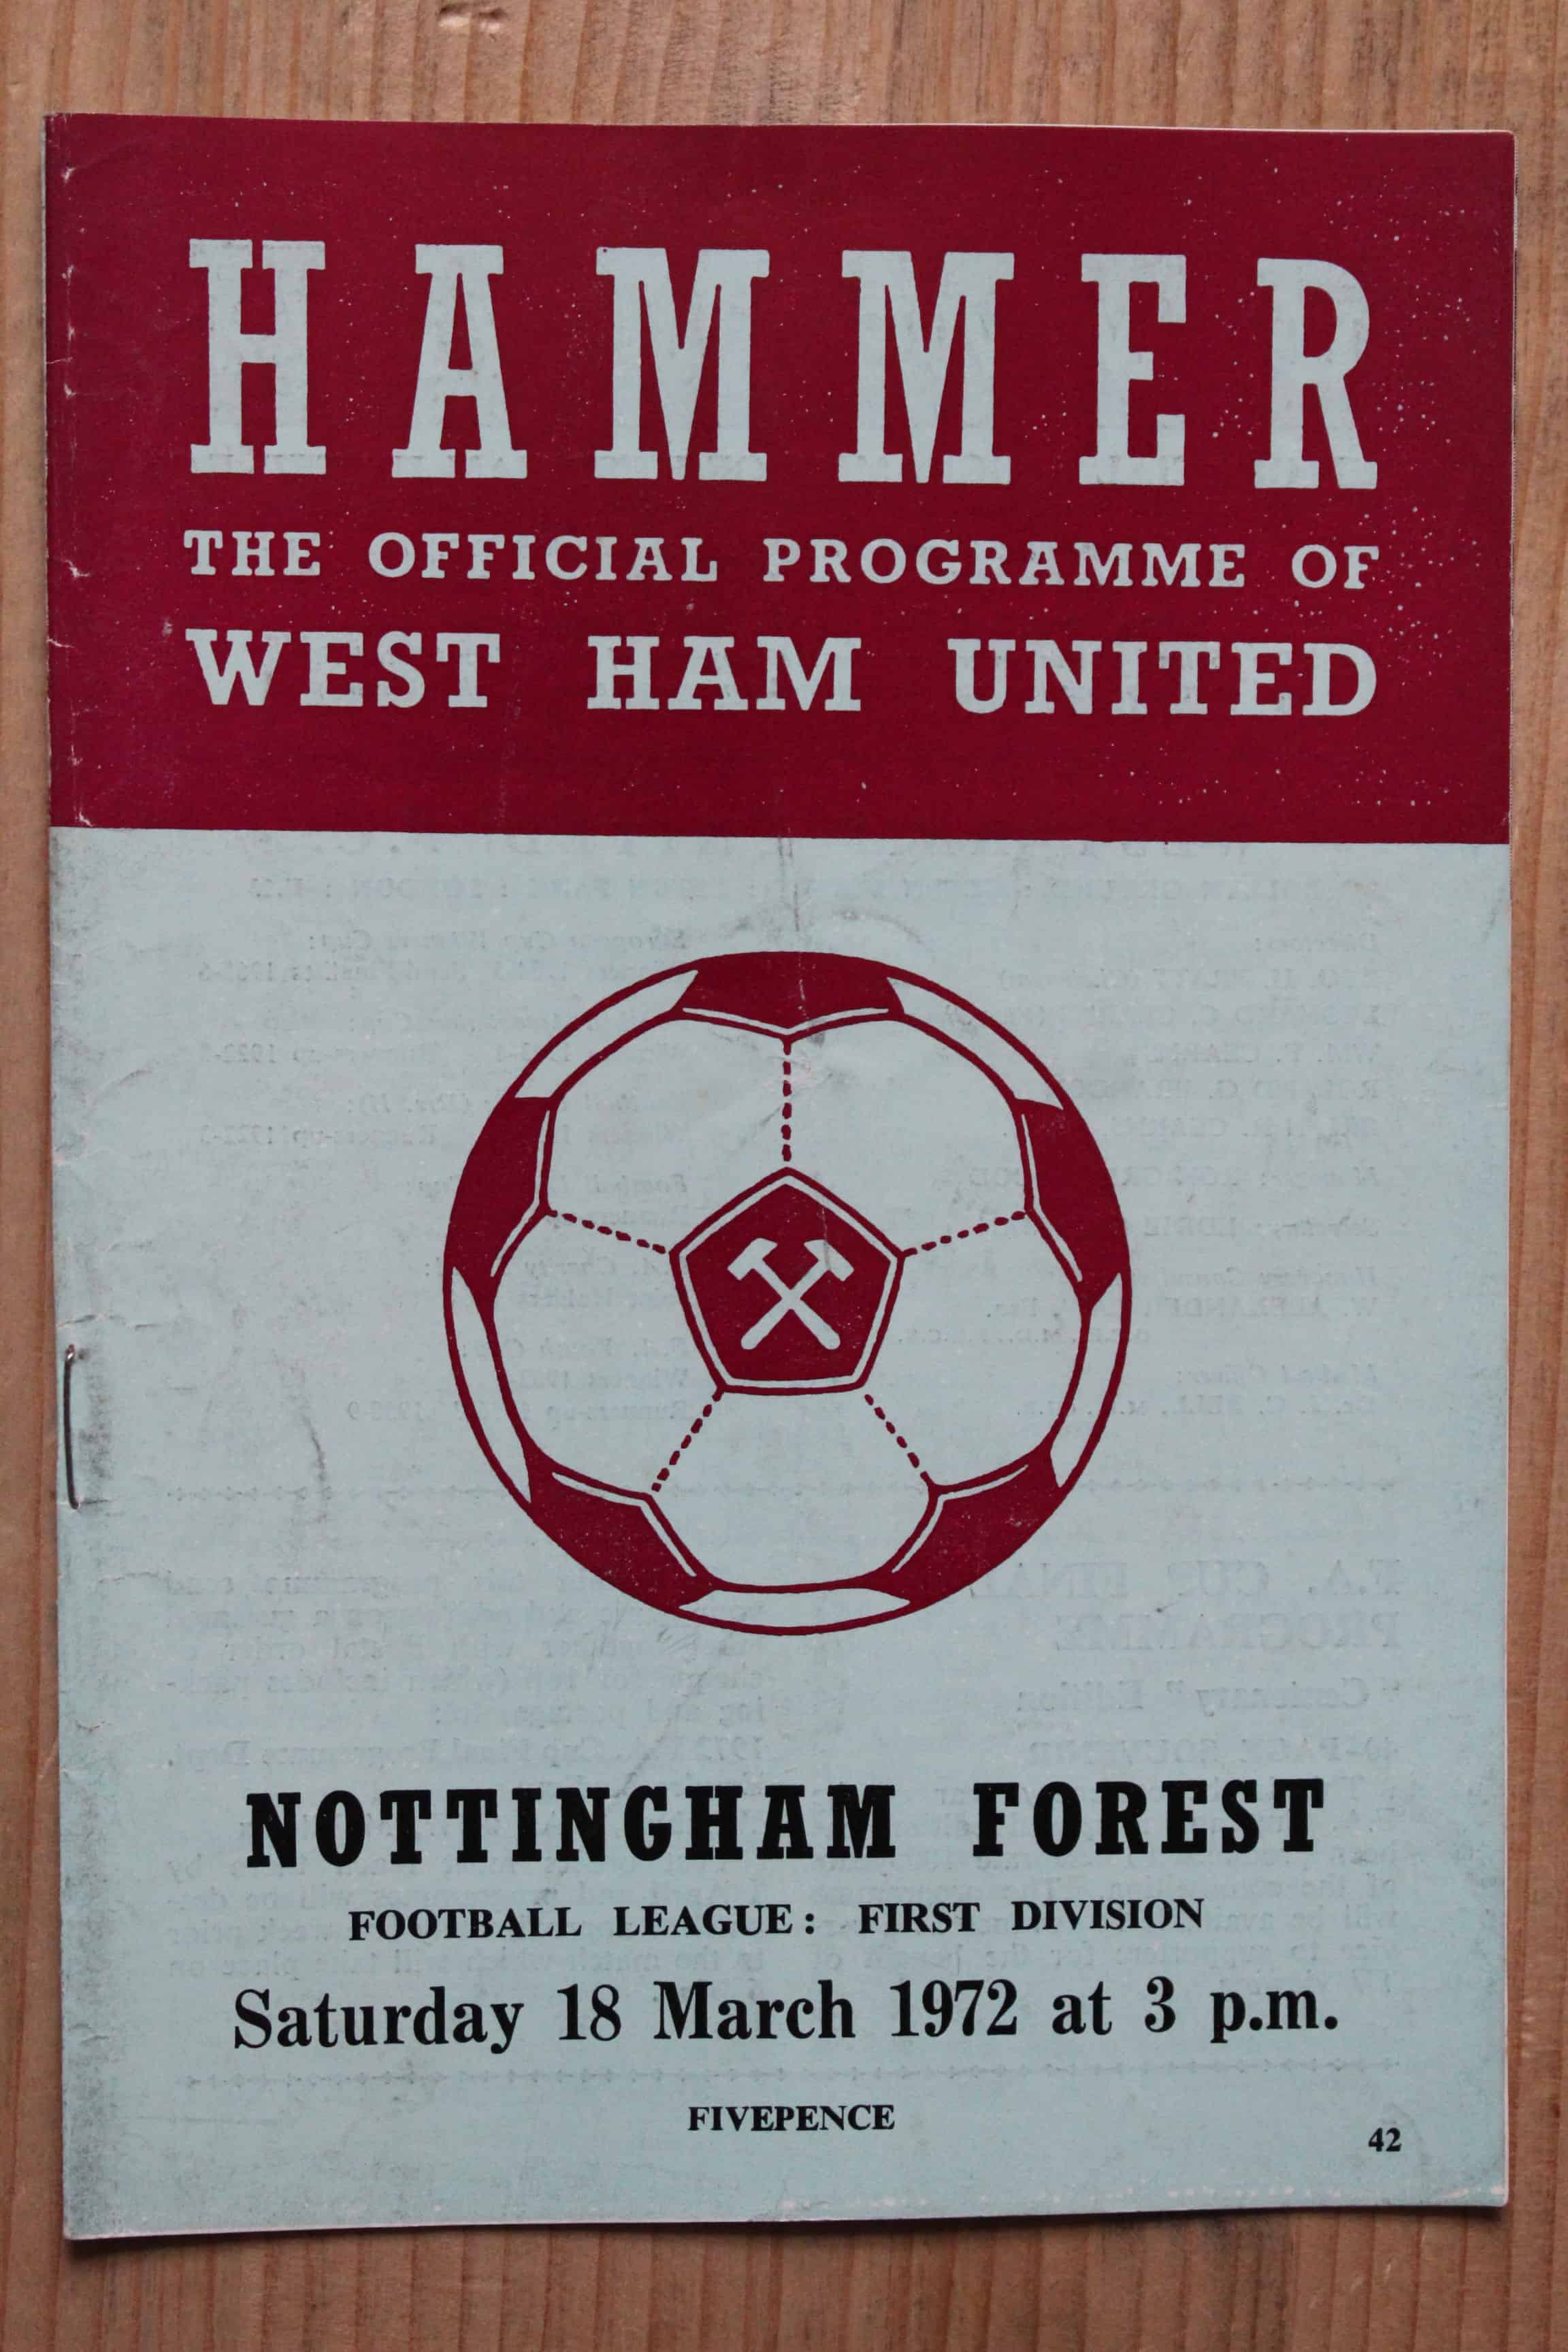 HAMMER
THE OFFICIAL PROGRAMME OF
WEST HAM UNITED
NOTTINGHAM FOREST
FOOTBALL LEAGUE: FIRST DIVISION
Saturday 18 March 1972 at 3 p.m.
FIVEPENCE
42